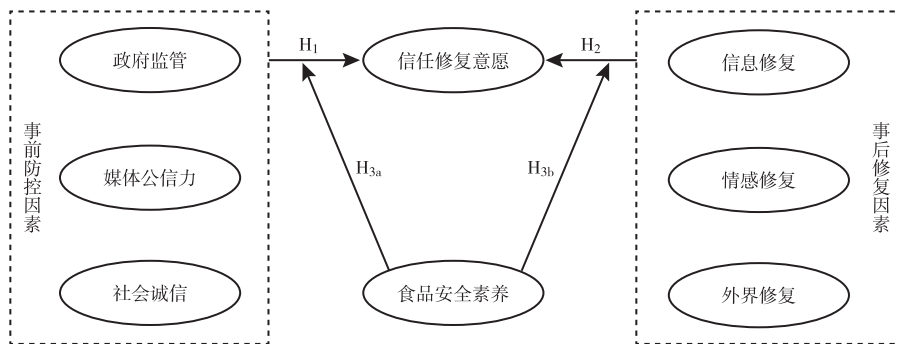 政府监管
H₁
信任修复意愿
H₂
信息修复
事前防控因素
媒体公信力
H₃ₐ
H₃b
情感修复
事后修复因素
社会诚信
食品安全素养
外界修复